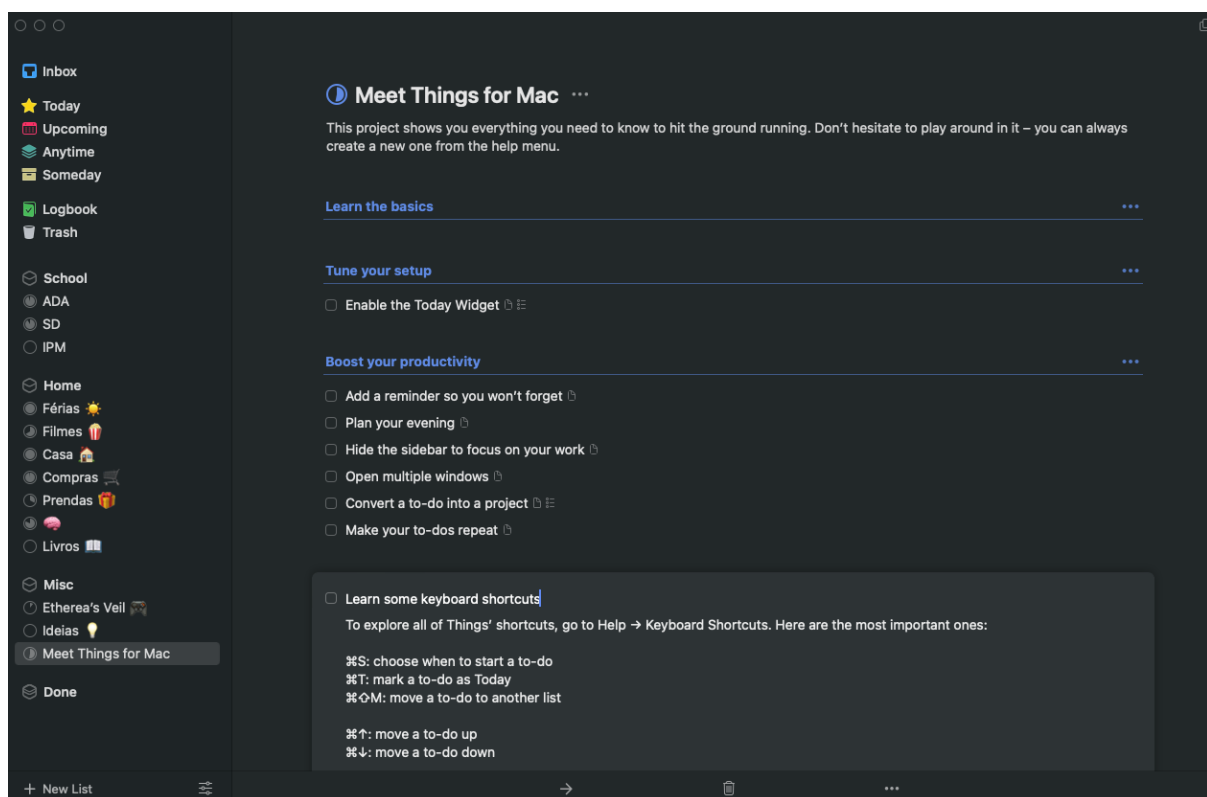 Inbox
Today
Upcoming
Anytime
Someday
Logbook
Trash
School
ADA
SD
IPM
Home
Férias ☀️
Filmes 🍿
Casa 🏠
Compras 🛒
Prendas 🎁
🧠
Livros 📖
Misc
Etherea’s Veil 🎮
Ideias 💡
Meet Things for Mac
Done
+ New List
Meet Things for Mac ···
This project shows you everything you need to know to hit the ground running. Don’t hesitate to play around in it – you can always
create a new one from the help menu.
Learn the basics
Tune your setup
Enable the Today Widget
Boost your productivity
Add a reminder so you won’t forget
Plan your evening
Hide the sidebar to focus on your work
Open multiple windows
Convert a to-do into a project
Make your to-dos repeat
Learn some keyboard shortcuts
To explore all of Things’ shortcuts, go to Help → Keyboard Shortcuts. Here are the most important ones:
⌘S: choose when to start a to-do
⌘T: mark a to-do as Today
⌘⇧M: move a to-do to another list
⌘↑: move a to-do up
⌘↓: move a to-do down